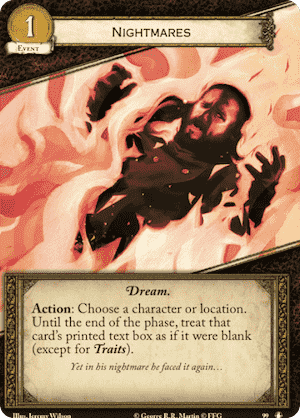 1
Event
Nightmares
Dream.
Action: Choose a character or location.
Until the end of the phase, treat that
card's printed text box as if it were blank
(except for Traits).
Yet in his nightmare he faced it again…
Illus. Jeremy Wilson
© George R.R. Martin © FFG
99